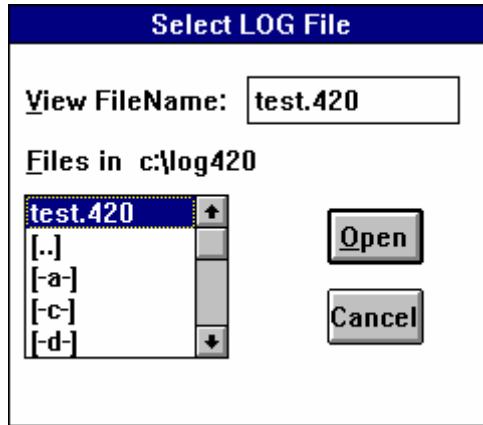 Select LOG File
View FileName: test.420
Files in c:\log420
test.420
[..]
[-a-]
[-c-]
[-d-]
Open
Cancel